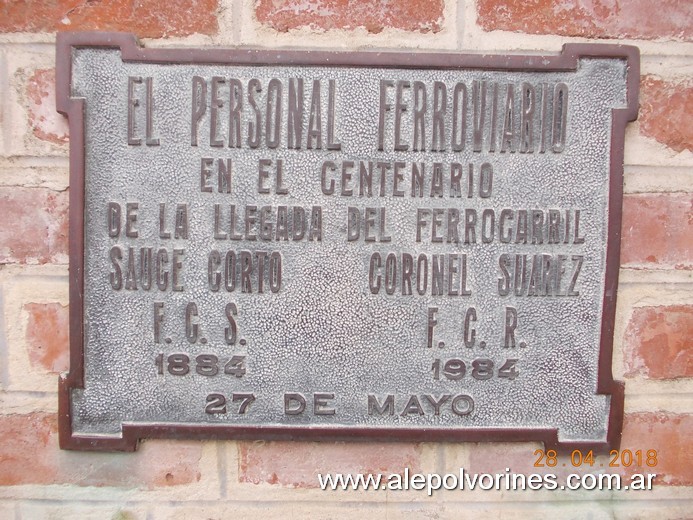 EL PERSONAL FERROVIARIO
EN EL CENTENARIO
DE LA LLEGADA DEL FERROCARRIL
SAUCE CORTO CORONEL SUAREZ
F.C.S. F.C.R.
1884 1984
27 DE MAYO
28.04.2018
www.alepolvorines.com.ar